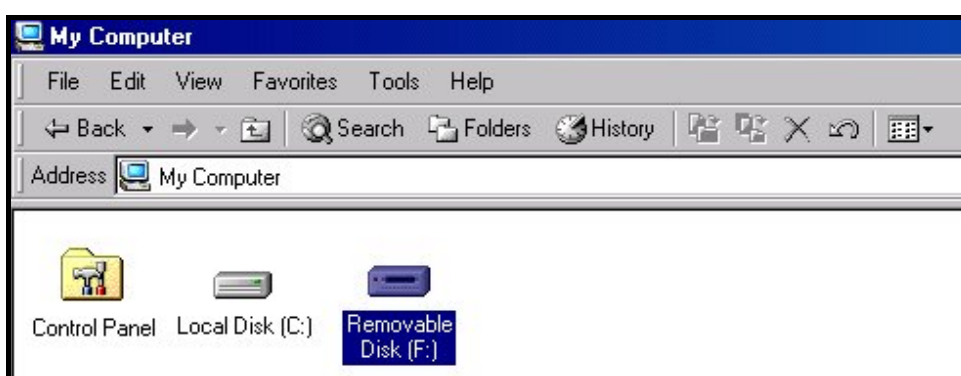 My Computer
File Edit View Favorites Tools Help
Back Search Folders History
Address My Computer
Control Panel Local Disk (C:) Removable
Disk (F:)